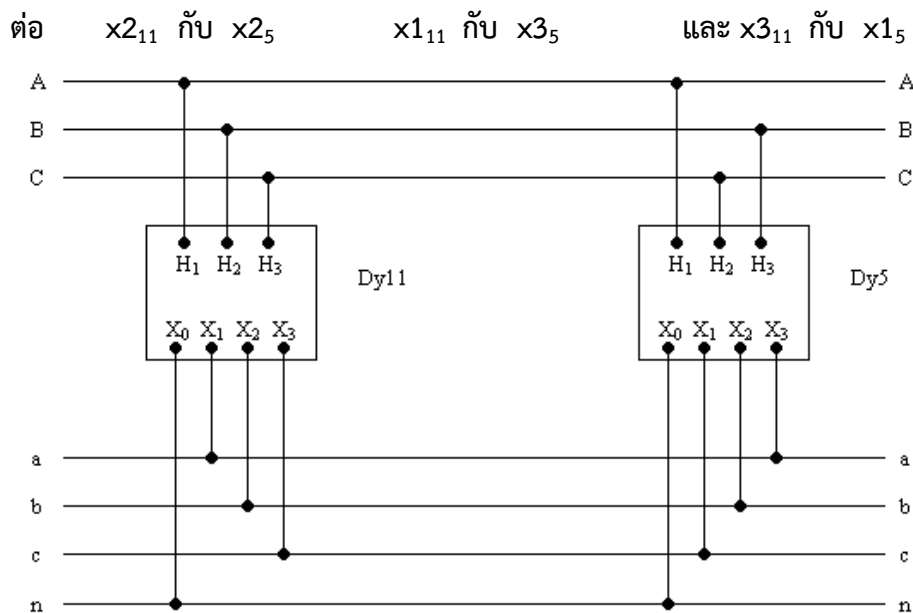 ต่อ x2₁₁ กับ x2₅ x1₁₁ กับ x3₅ และ x3₁₁ กับ x1₅
A A
B B
C C
H₁ H₂ H₃ H₁ H₂ H₃
Dy11 Dy5
X₀ X₁ X₂ X₃ X₀ X₁ X₂ X₃
a a
b b
c c
n n